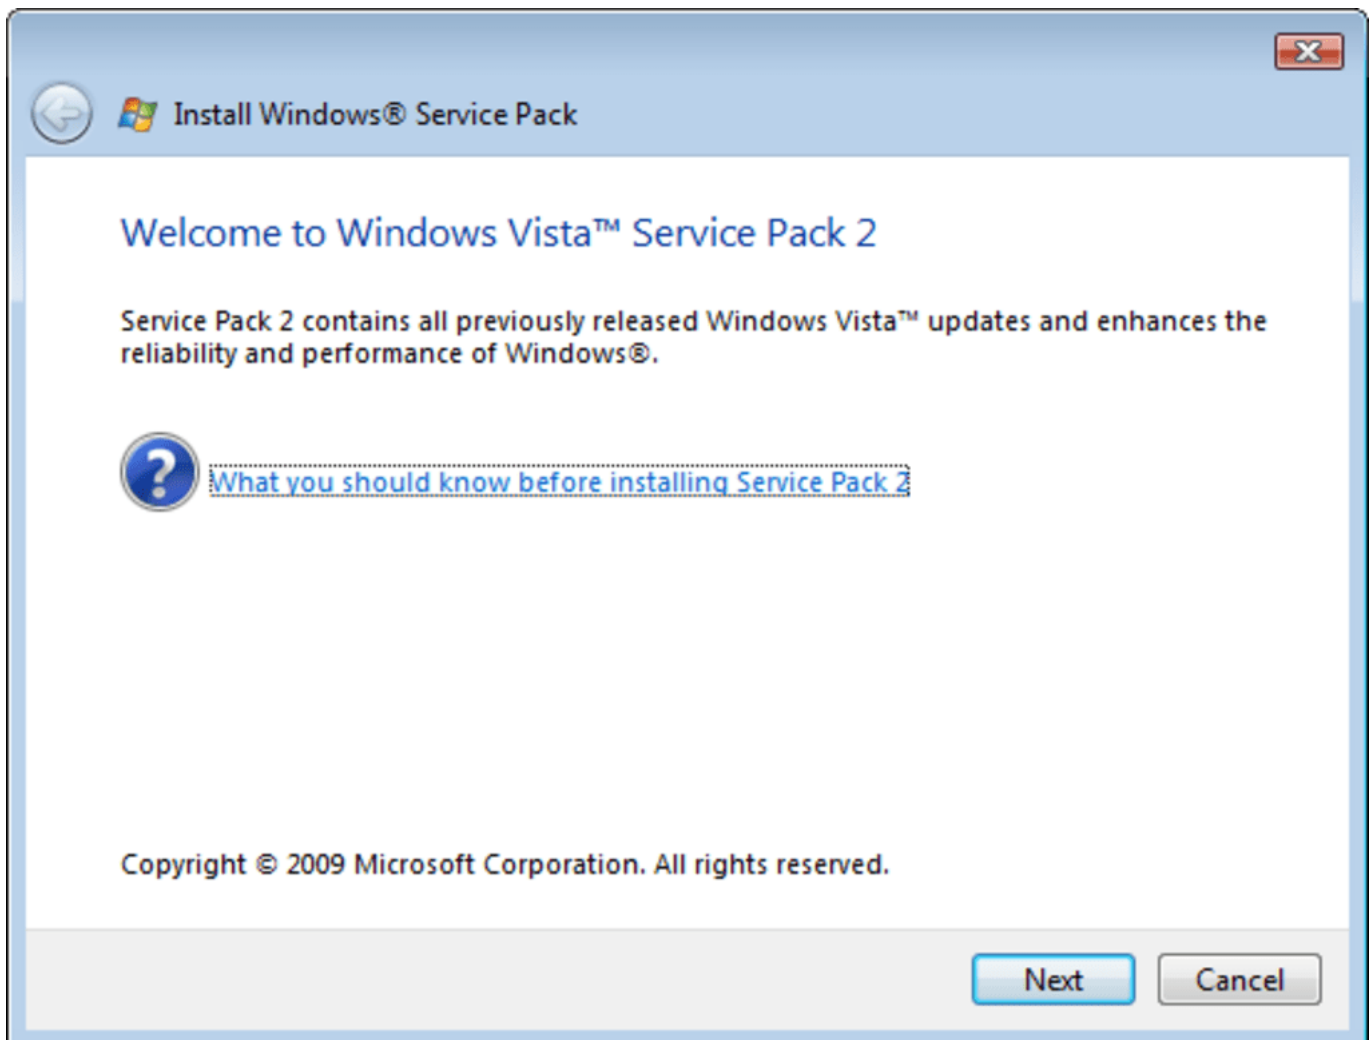 Install Windows® Service Pack
Welcome to Windows Vista™ Service Pack 2
Service Pack 2 contains all previously released Windows Vista™ updates and enhances the
reliability and performance of Windows®.
What you should know before installing Service Pack 2
Copyright © 2009 Microsoft Corporation. All rights reserved.
Next
Cancel